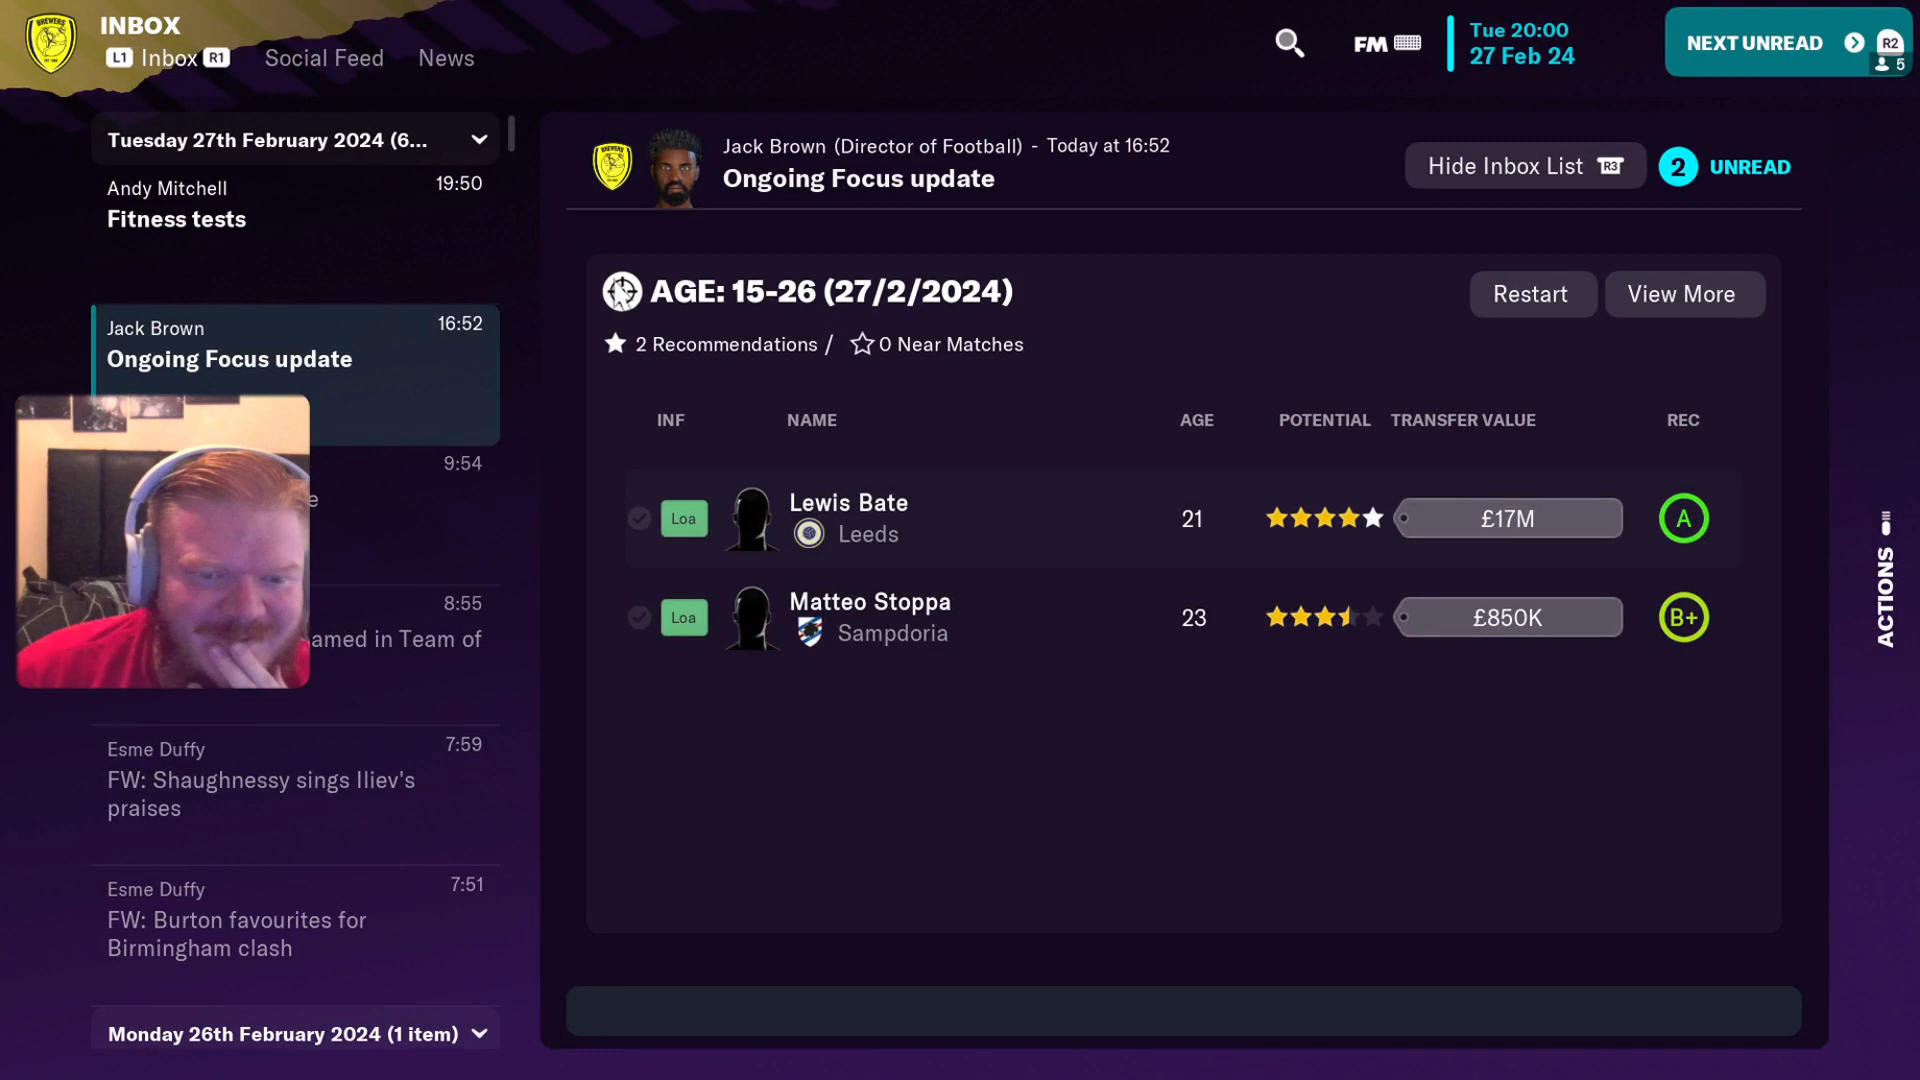 INBOX
L1 Inbox R1 Social Feed News
FM
Tue 20:00
27 Feb 24
NEXT UNREAD R2
5
Tuesday 27th February 2024 (6...
Andy Mitchell 19:50
Fitness tests
Jack Brown 16:52
Ongoing Focus update
9:54
e
8:55
amed in Team of
Esme Duffy 7:59
FW: Shaughnessy sings Iliev's
praises
Esme Duffy 7:51
FW: Burton favourites for
Birmingham clash
Monday 26th February 2024 (1 item)
Jack Brown (Director of Football) - Today at 16:52
Ongoing Focus update
Hide Inbox List R3
2 UNREAD
AGE: 15-26 (27/2/2024)
Restart View More
2 Recommendations / 0 Near Matches
INF NAME AGE POTENTIAL TRANSFER VALUE REC
Loa Lewis Bate 21 £17M A
Leeds
Loa Matteo Stoppa 23 £850K B+
Sampdoria
ACTIONS
BREWERS
BREWERS